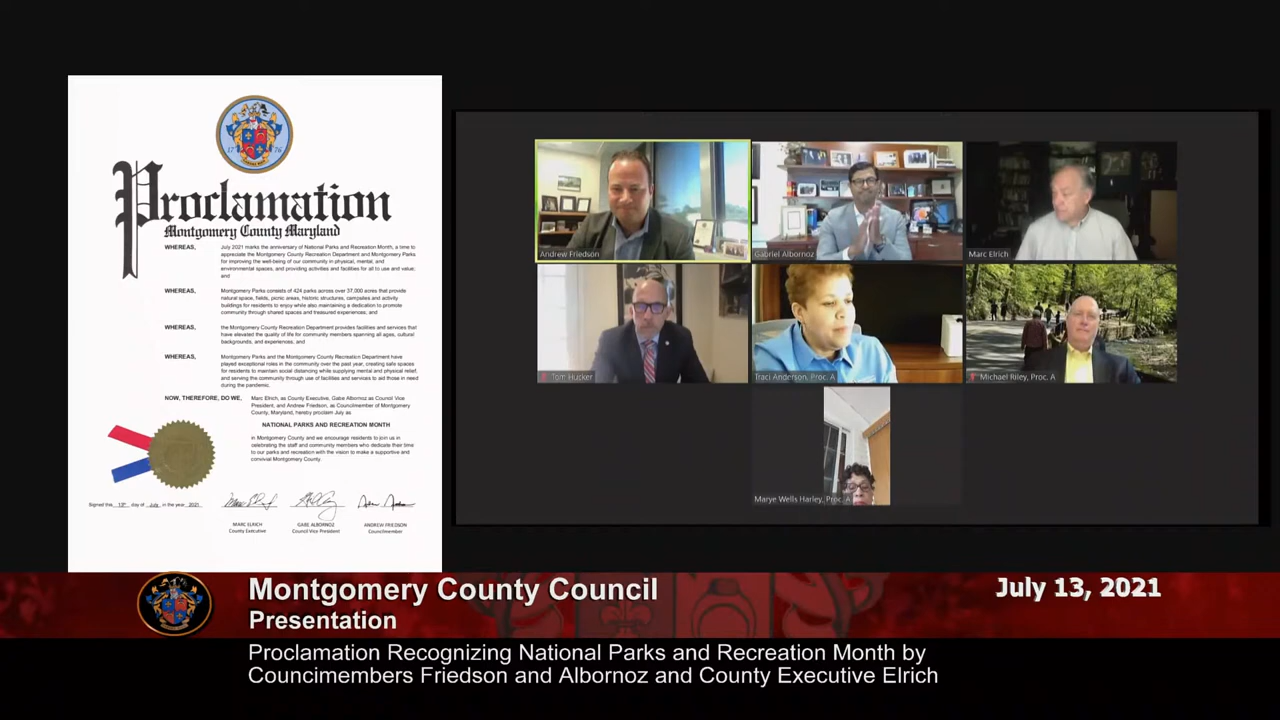 17 76
Proclamation
Montgomery County Maryland
WHEREAS, July 2021 marks the anniversary of National Parks and Recreation Month, a time to
appreciate the Montgomery County Recreation Department and Montgomery Parks
for improving the well-being of our community in physical, mental, and
environmental spaces, and providing activities and facilities for all to use and value;
and
WHEREAS, Montgomery Parks consists of 424 parks across over 37,000 acres that provide
natural space, fields, picnic areas, historic structures, campsites and activity
buildings for residents to enjoy while also maintaining a dedication to promote
community through shared spaces and treasured experiences, and
WHEREAS, the Montgomery County Recreation Department provides facilities and services that
have elevated the quality of life for community members spanning all ages, cultural
backgrounds, and experiences; and
WHEREAS, Montgomery Parks and the Montgomery County Recreation Department have
played exceptional roles in the community over the past year, creating safe spaces
for residents to maintain social distancing while supplying mental and physical relief,
and serving the community through use of facilities and services to aid those in need
during the pandemic.
NOW, THEREFORE, DO WE, Marc Elrich, as County Executive, Gabe Albornoz as Council Vice
President, and Andrew Friedson, as Councilmember of Montgomery
County, Maryland, hereby proclaim July as
NATIONAL PARKS AND RECREATION MONTH
in Montgomery County and we encourage residents to join us in
celebrating the staff and community members who dedicate their time
to our parks and recreation with the vision to make a supportive and
convivial Montgomery County.
Signed this 13th day of July in the year 2021
MARC ELRICH GABE ALBORNOZ ANDREW FRIEDSON
County Executive Council Vice President Councilmember
Andrew Friedson
Gabriel Albornoz
Marc Elrich
Tom Hucker
Traci Anderson, Proc. A
Michael Riley, Proc. A
Marye Wells Harley, Proc. A
Montgomery County Council
July 13, 2021
Presentation
Proclamation Recognizing National Parks and Recreation Month by
Councimembers Friedson and Albornoz and County Executive Elrich